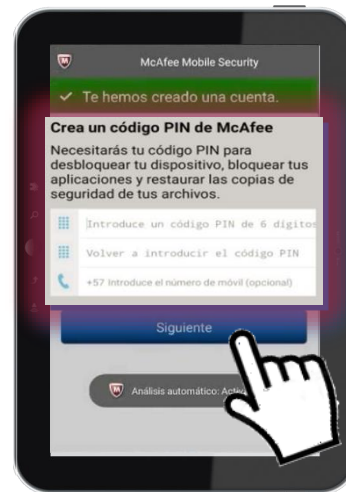 McAfee Mobile Security
Te hemos creado una cuenta.
Crea un código PIN de McAfee
Necesitarás tu código PIN para
desbloquear tu dispositivo, bloquear tus
aplicaciones y restaurar las copias de
seguridad de tus archivos.
Introduce un código PIN de 6 dígitos
Volver a introducir el código PIN
+57 Introduce el número de móvil (opcional)
Siguiente
Análisis automático: